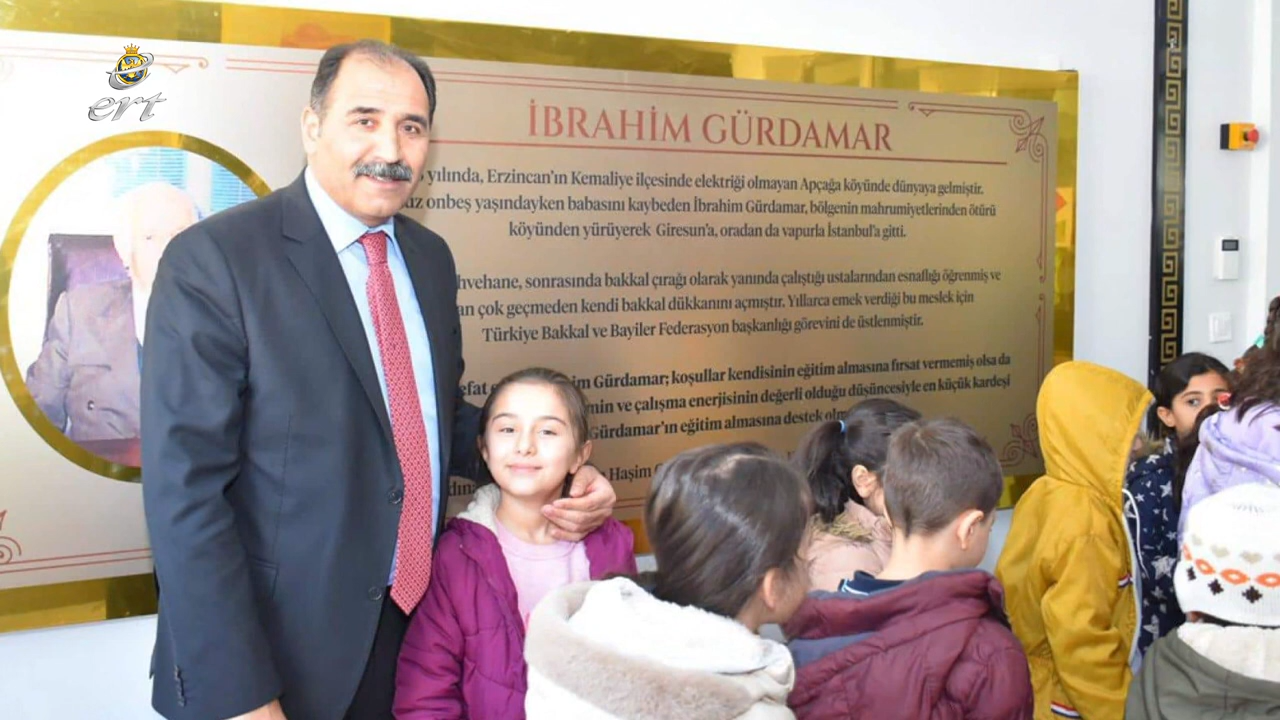 ert
İBRAHİM GÜRDAMAR
yılında, Erzincan'ın Kemaliye ilçesinde elektriği olmayan Apçağa köyünde dünyaya gelmiştir.
onbeş yaşındayken babasını kaybeden İbrahim Gürdamar, bölgenin mahrumiyetlerinden ötürü
köyünden yürüyerek Giresun'a, oradan da vapurla İstanbul'a gitti.
sonrasında bakkal çırağı olarak yanında çalıştığı ustalarından esnaflığı öğrenmiş ve
çok geçmeden kendi bakkal dükkanını açmıştır. Yıllarca emek verdiği bu meslek için
Türkiye Bakkal ve Bayiler Federasyon başkanlığı görevini de üstlenmiştir.
Gürdamar; koşullar kendisinin eğitim almasına fırsat vermemiş olsa da
ve çalışma enerjisinin değerli olduğu düşüncesiyle en küçük kardeşi
Gürdamar'ın eğitim almasına destek
Haşim